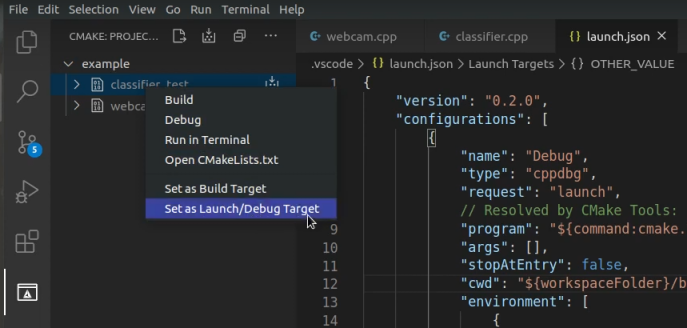 File Edit Selection View Go Run Terminal Help
CMAKE: PROJEC...
webcam.cpp
classifier.cpp
{} launch.json ×
.vscode > {} launch.json > Launch Targets > {} OTHER_VALUE
example
classifier_test
webca
Build
Debug
Run in Terminal
Open CMakeLists.txt
Set as Build Target
Set as Launch/Debug Target
5
1 {
"version": "0.2.0",
"configurations": [
{
"name": "Debug",
"type": "cppdbg",
"request": "launch",
// Resolved by CMake Tools:
9 "program": "${command:cmake.
10 "args": [],
11 "stopAtEntry": false,
12 "cwd": "${workspaceFolder}/b
13 "environment": [
14 {